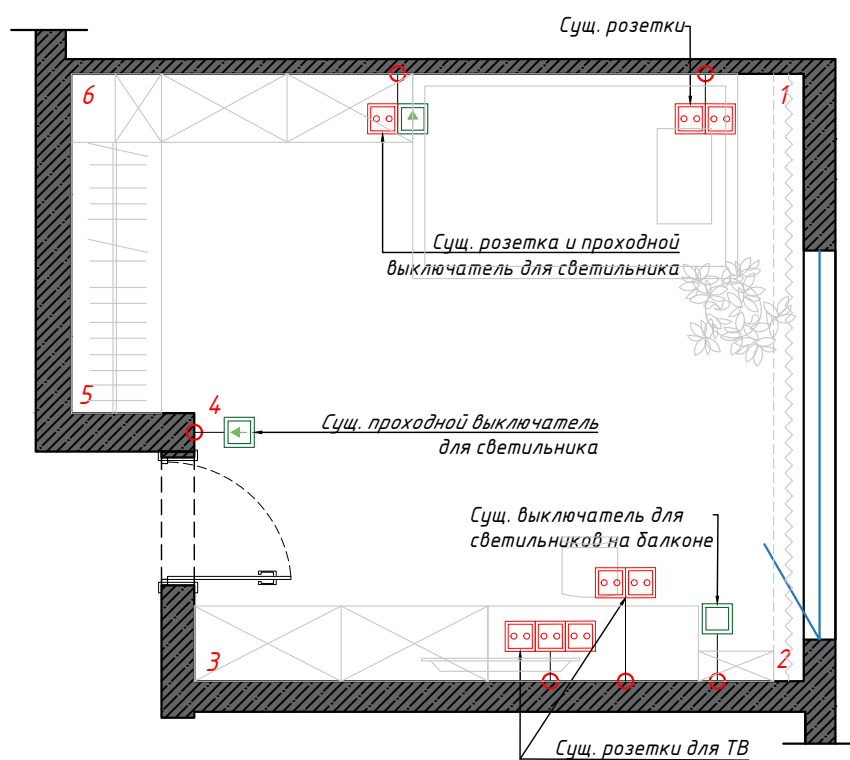 Сущ. розетки
6
1
Сущ. розетка и проходной
выключатель для светильника
5
4
Сущ. проходной выключатель
для светильника
Сущ. выключатель для
светильников на балконе
3
2
Сущ. розетки для ТВ